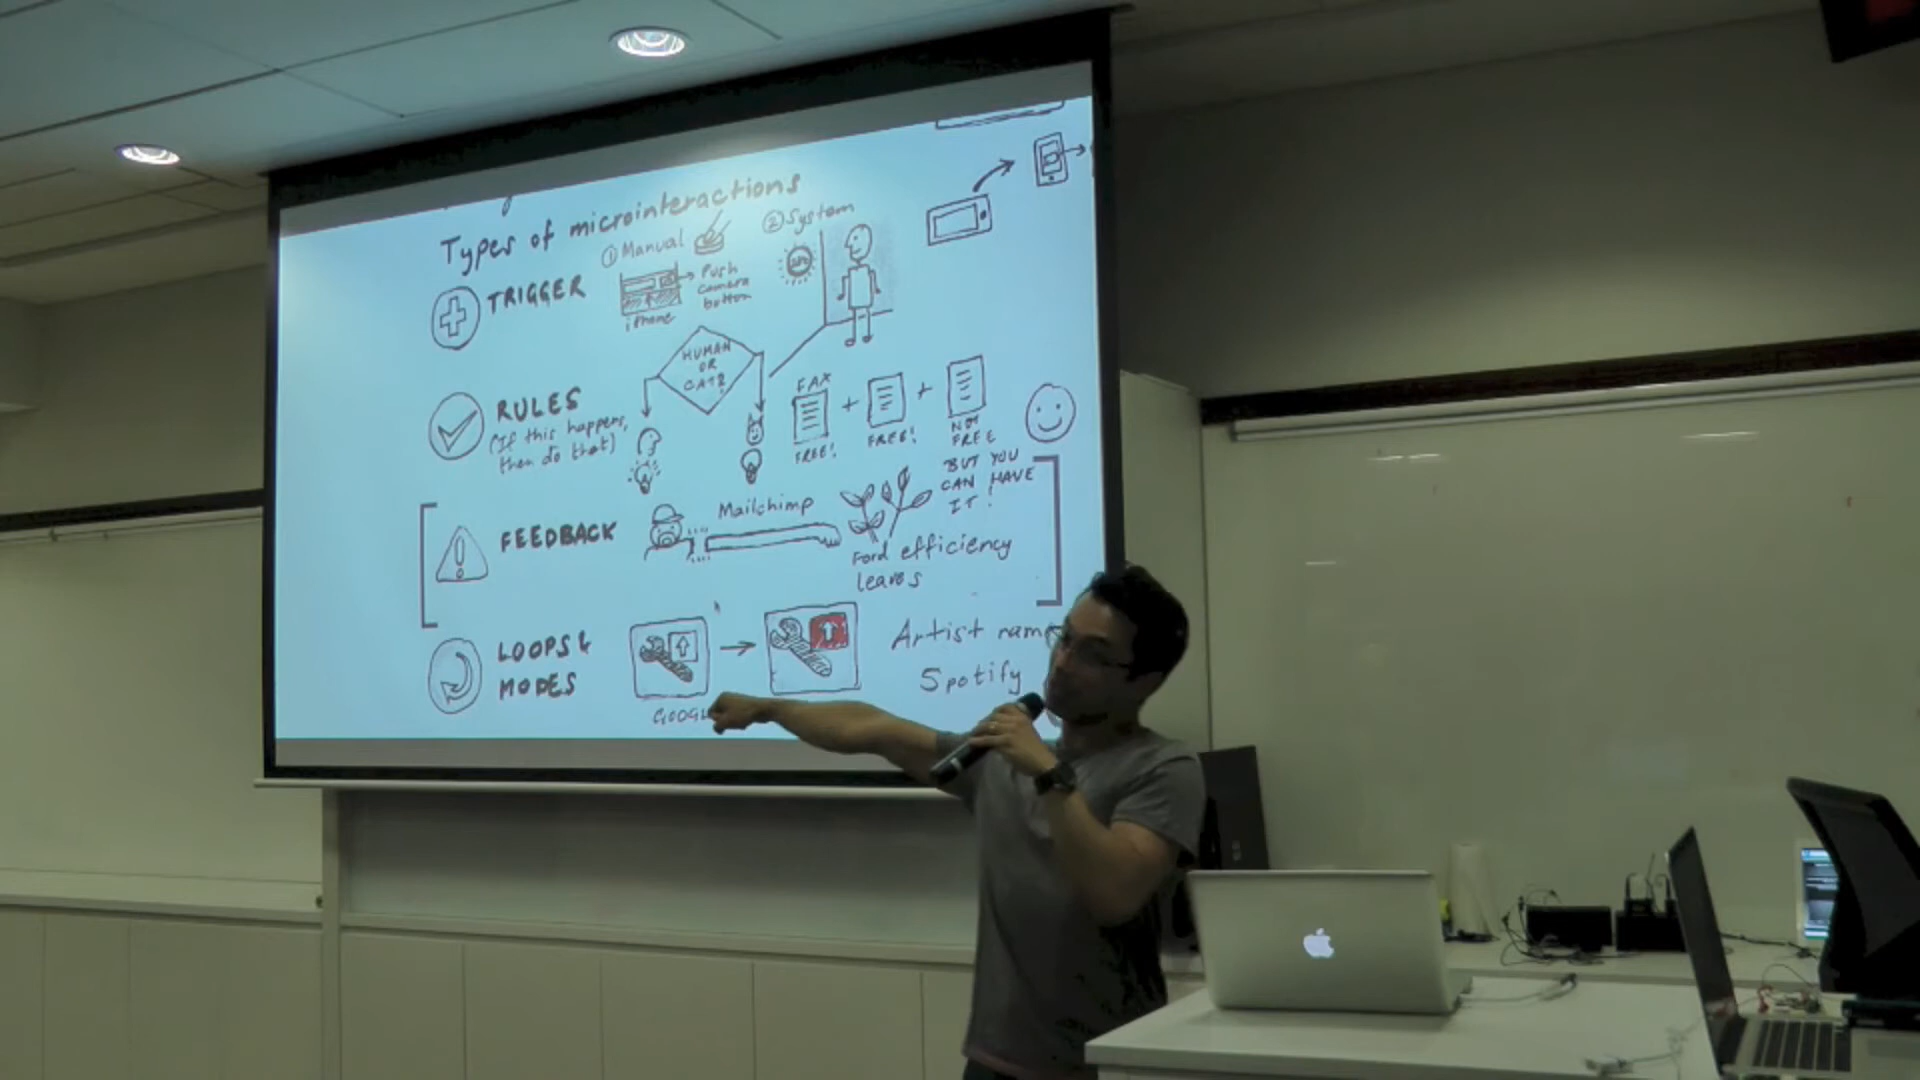 Types of microinteractions
TRIGGER
① Manual
Push
camera
button
iPhone
② System
RULES
(If this happens,
then do that)
HUMAN
OR
CAT?
FAX
FREE!
+
FREE!
+
NOT
FREE
BUT YOU
CAN HAVE
IT!
FEEDBACK
Mailchimp
Ford efficiency
leaves
LOOPS &
MODES
GOOGL
Artist nam
Spotify